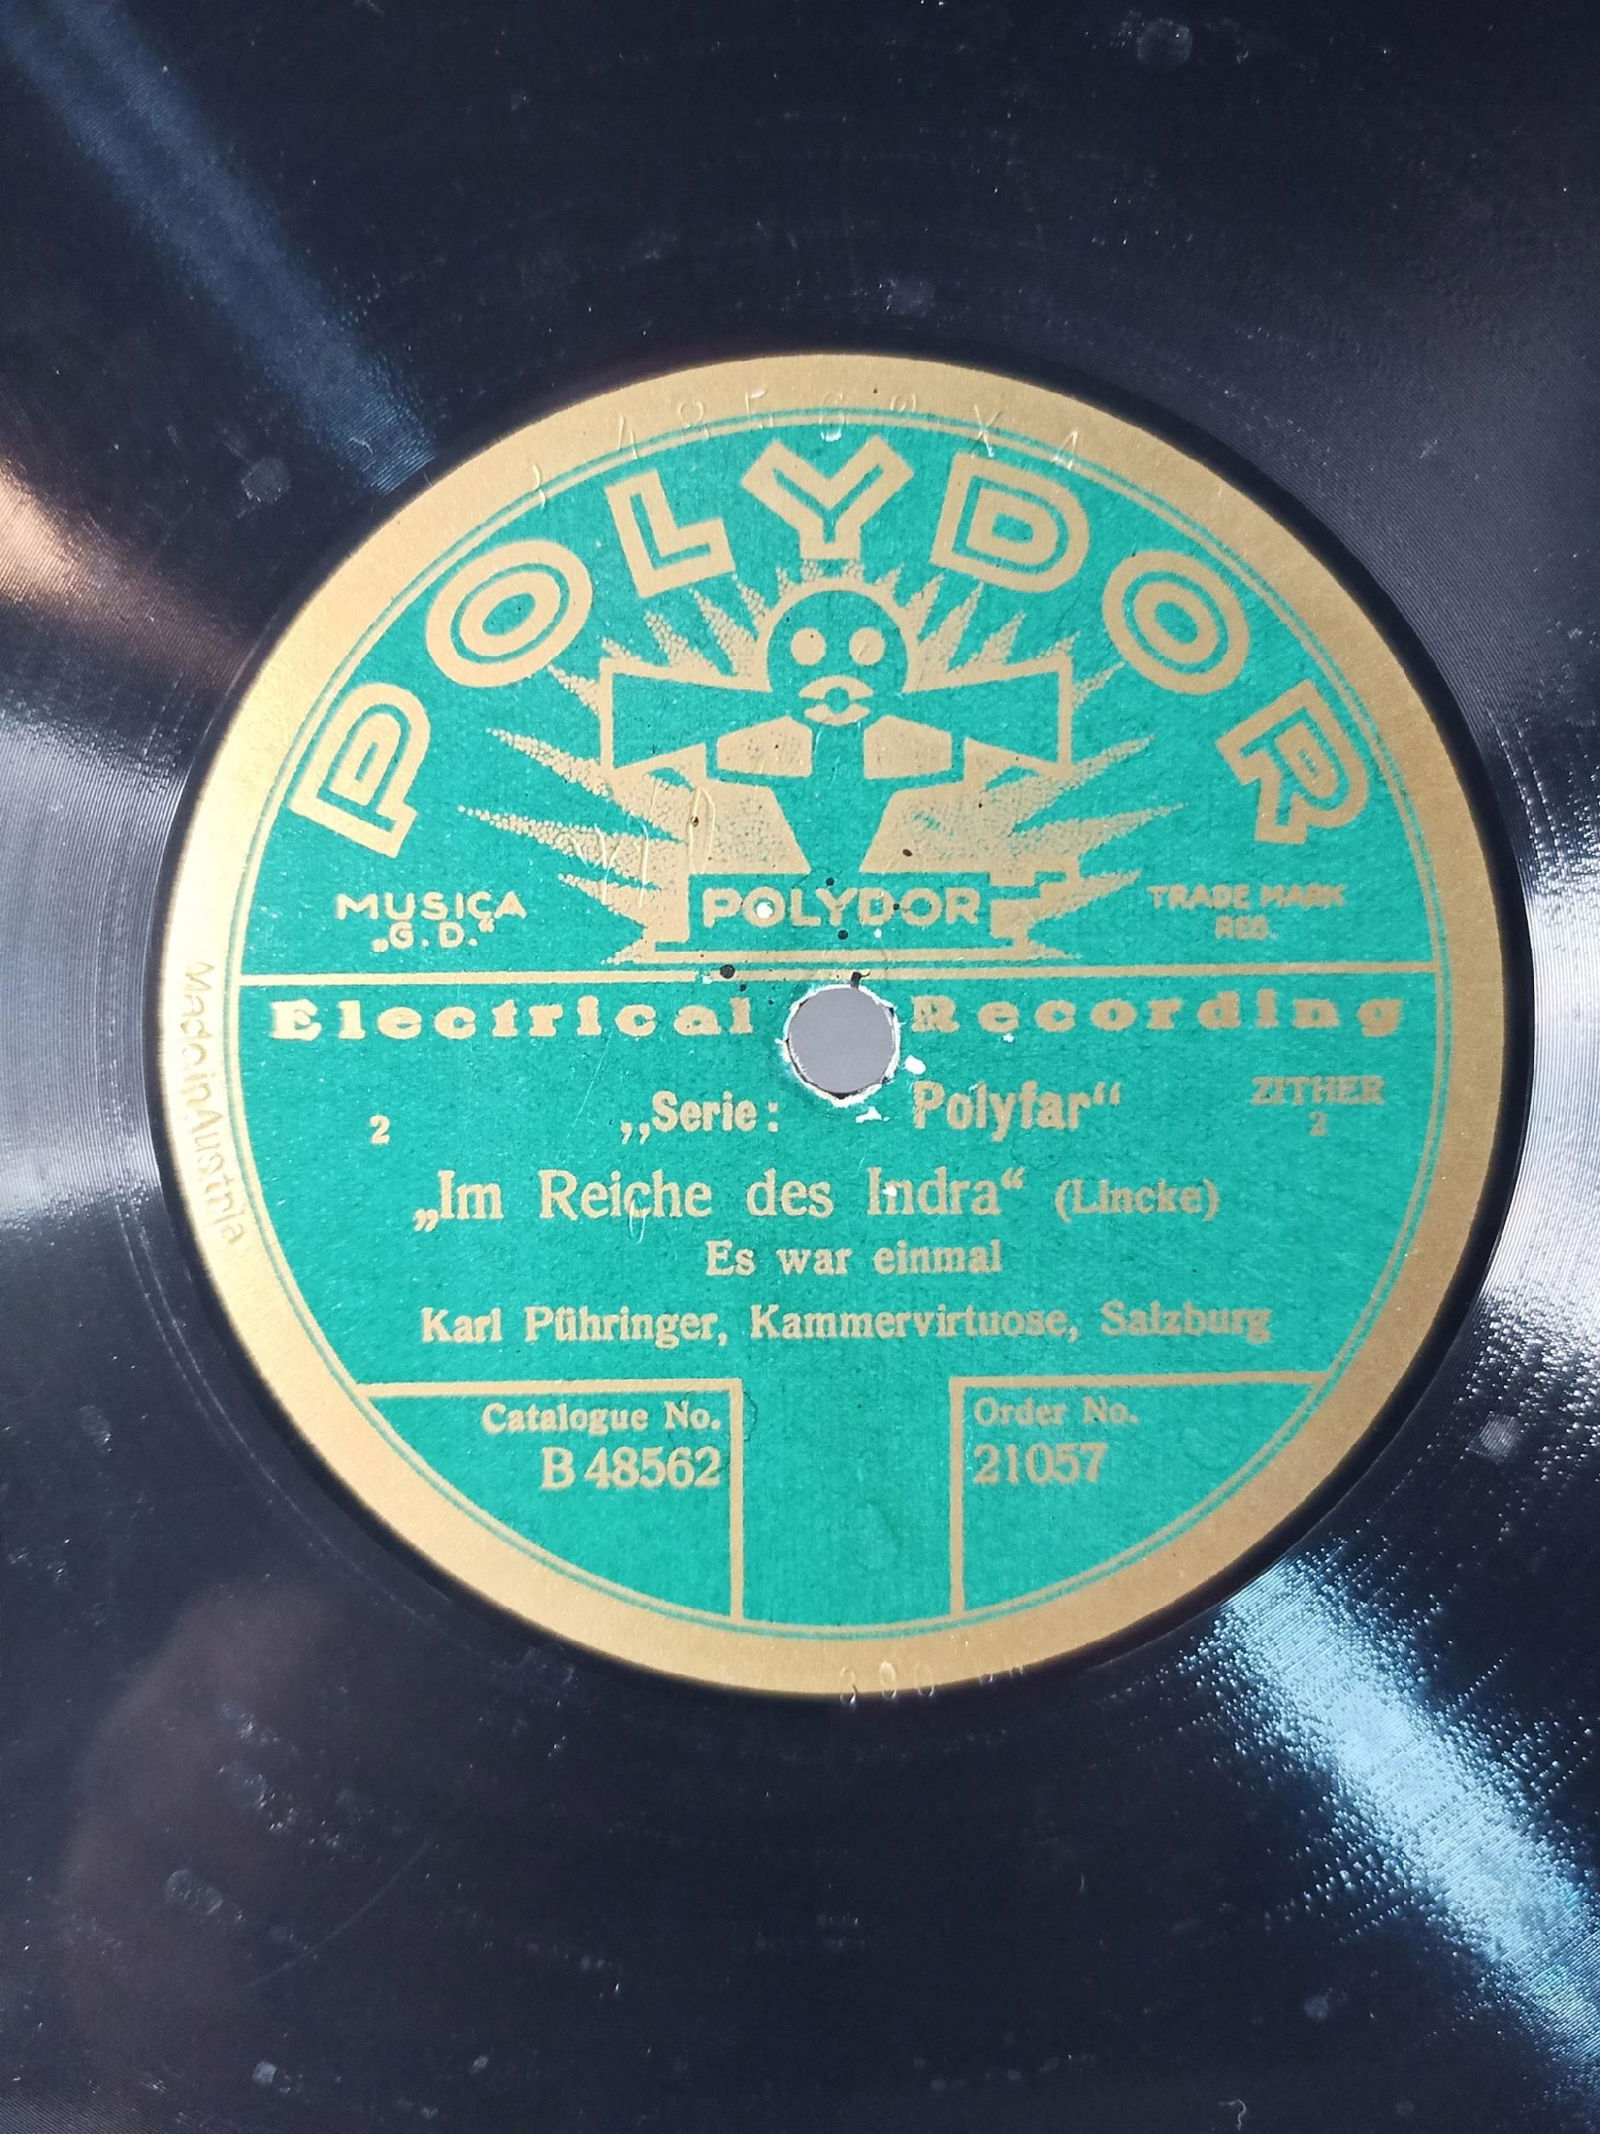 POLYDOR
POLYDOR
MUSICA
„G. D.“
TRADE MARK
REG.
Electrical Recording
2
„Serie: Polyfar“
ZITHER
2
„Im Reiche des Indra“ (Lincke)
Es war einmal
Karl Pühringer, Kammervirtuose, Salzburg
Catalogue No.
B 48562
Order No.
21057
Made in Austria